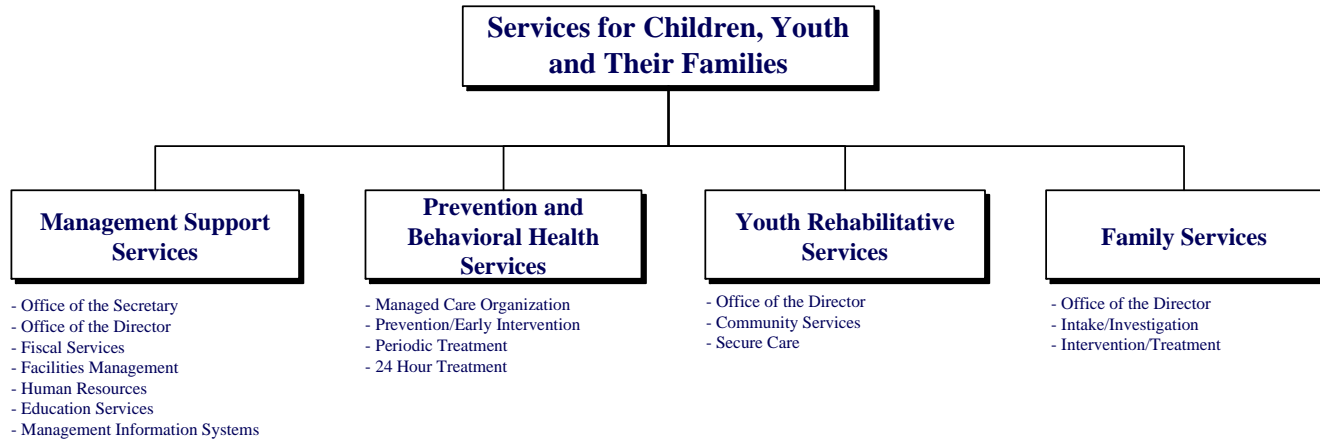 Services for Children, Youth
and Their Families
Management Support
Services
- Office of the Secretary
- Office of the Director
- Fiscal Services
- Facilities Management
- Human Resources
- Education Services
- Management Information Systems
Prevention and
Behavioral Health
Services
- Managed Care Organization
- Prevention/Early Intervention
- Periodic Treatment
- 24 Hour Treatment
Youth Rehabilitative
Services
- Office of the Director
- Community Services
- Secure Care
Family Services
- Office of the Director
- Intake/Investigation
- Intervention/Treatment